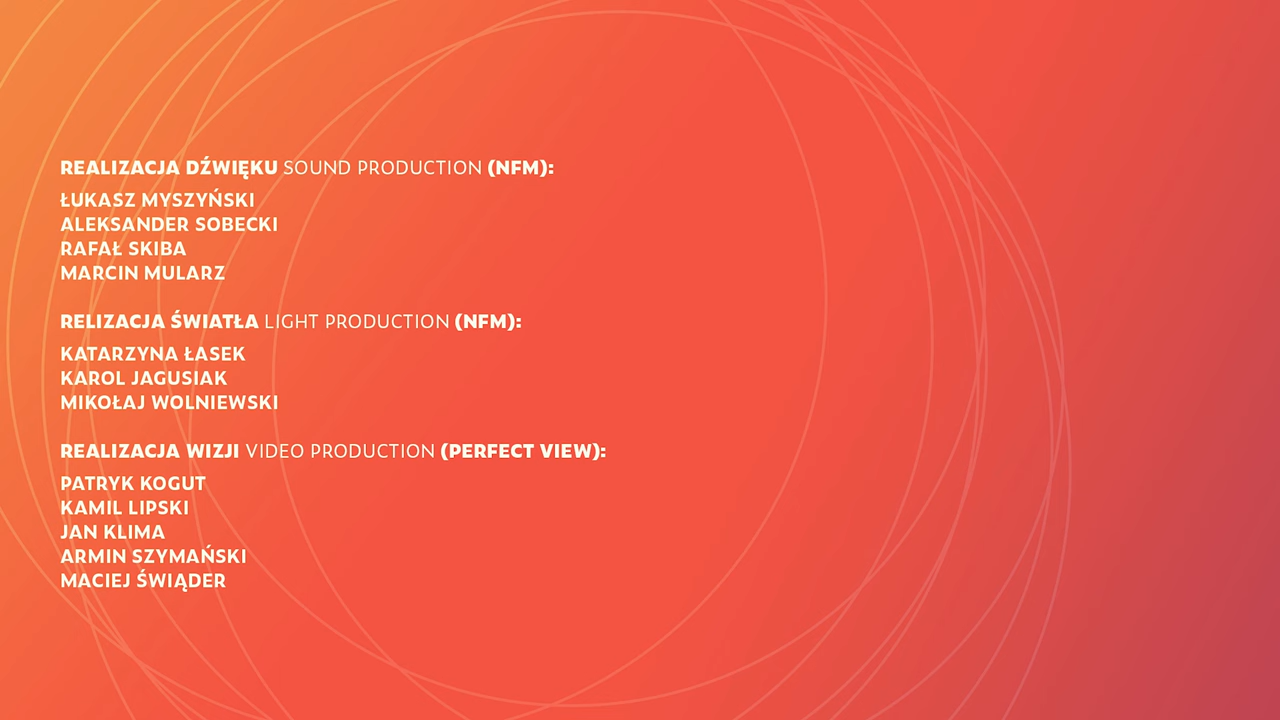 REALIZACJA DŹWIĘKU SOUND PRODUCTION (NFM):
ŁUKASZ MYSZYŃSKI
ALEKSANDER SOBECKI
RAFAŁ SKIBA
MARCIN MULARZ
RELIZACJA ŚWIATŁA LIGHT PRODUCTION (NFM):
KATARZYNA ŁASEK
KAROL JAGUSIAK
MIKOŁAJ WOLNIEWSKI
REALIZACJA WIZJI VIDEO PRODUCTION (PERFECT VIEW):
PATRYK KOGUT
KAMIL LIPSKI
JAN KLIMA
ARMIN SZYMAŃSKI
MACIEJ ŚWIĄDER